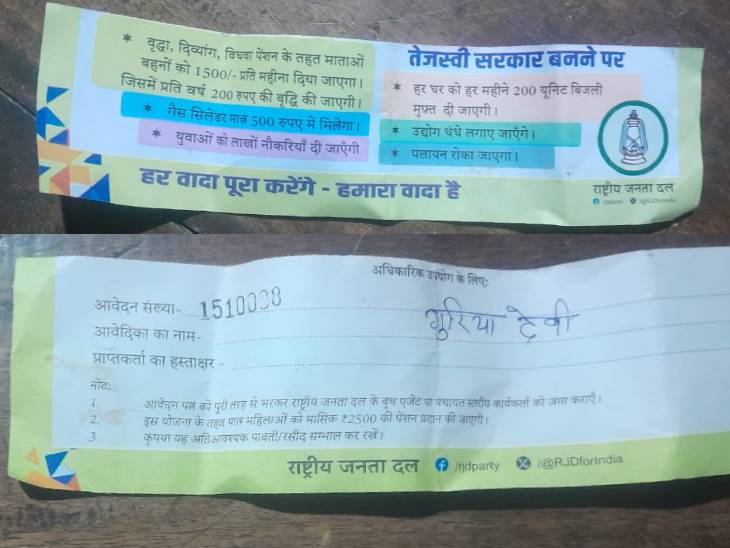 * वृद्धा, दिव्यांग, विधवा पेंशन के तहत माताओं
बहनों को 1500/- प्रति महीना दिया जाएगा।
जिसमें प्रति वर्ष 200 रुपए की वृद्धि की जाएगी।
* गैस सिलेंडर मात्र 500 रुपए में मिलेगा।
* युवाओं को लाखों नौकरियाँ दी जाएँगी
हर वादा पूरा करेंगे - हमारा वादा है
तेजस्वी सरकार बनने पर
* हर घर को हर महीने 200 यूनिट बिजली
मुफ़्त दी जाएगी।
* उद्योग धंधे लगाए जाएँगे।
* पलायन रोका जाएगा।
राष्ट्रीय जनता दल
/rjdparty /@RJDforIndia
अधिकारिक उपयोग के लिए:
आवेदन संख्या- 1510008
आवेदिका का नाम- गुरिया देवी
प्राप्तकर्ता का हस्ताक्षर -
नोट:
1. आवेदन पत्र को पूरी तरह से भरकर राष्ट्रीय जनता दल के बूथ एजेंट या पंचायत स्तरीय कार्यकर्ता को जमा कराएँ।
2. इस योजना के तहत पात्र महिलाओं को मासिक ₹2500 की पेंशन प्रदान की जाएगी।
3. कृपया यह अतिआवश्यक पावती/रसीद सम्भाल कर रखें।
राष्ट्रीय जनता दल /rjdparty /@RJDforIndia